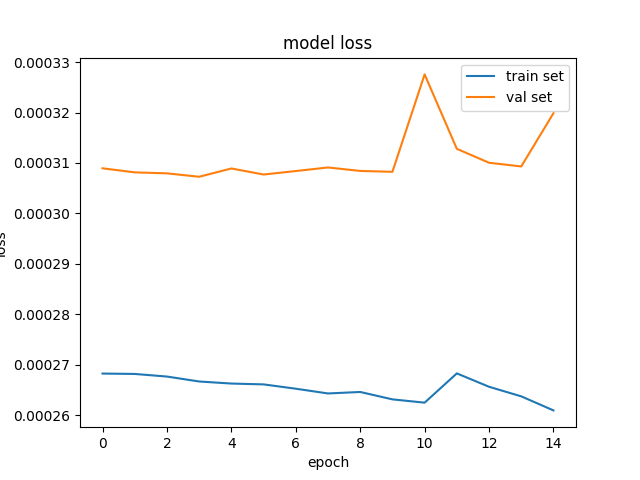 model loss
train set
val set
0.00033
0.00032
0.00031
0.00030
0.00029
0.00028
0.00027
0.00026
loss
0 2 4 6 8 10 12 14
epoch